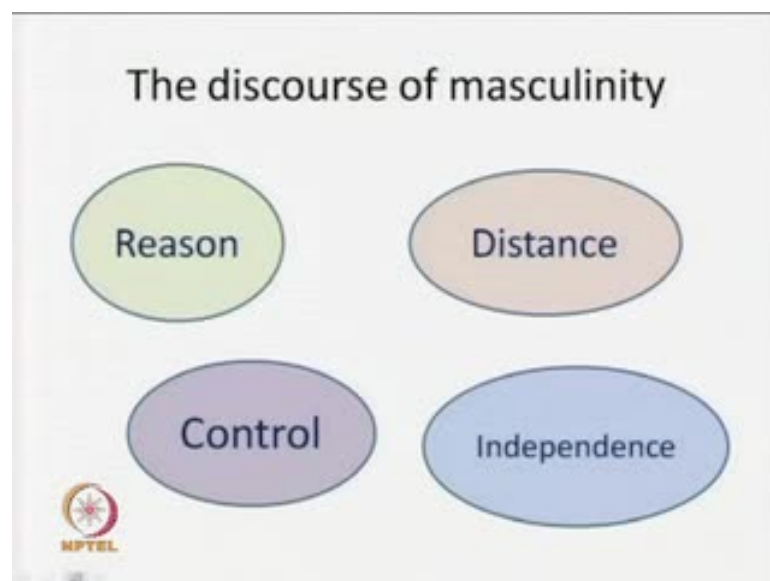 The discourse of masculinity
Reason
Distance
Control
Independence
NPTEL